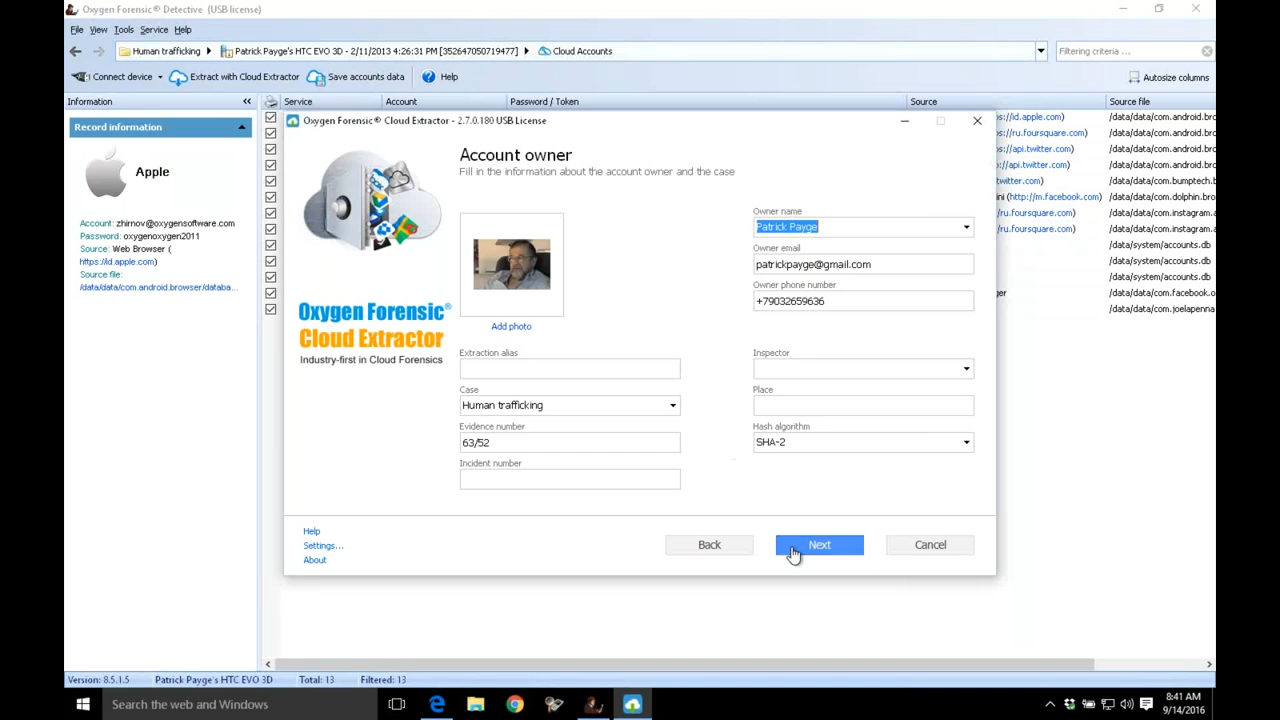 Oxygen Forensic® Detective (USB license)
File View Tools Service Help
Human trafficking Patrick Payge's HTC EVO 3D - 2/11/2013 4:26:31 PM [352647050719477] Cloud Accounts Filtering criteria ...
Connect device Extract with Cloud Extractor Save accounts data Help Autosize columns
Information
Service Account Password / Token Source Source file
Record information
Apple
Account: zhirnov@oxygensoftware.com
Password: oxygenoxygen2011
Source: Web Browser (
https://id.apple.com)
Source file:
/data/data/com.android.browser/databa...
Oxygen Forensic® Cloud Extractor - 2.7.0.180 USB License
Account owner
Fill in the information about the account owner and the case
Add photo
Owner name
Patrick Payge
Owner email
patrickpayge@gmail.com
Owner phone number
+79032659636
Oxygen Forensic®
Cloud Extractor
Industry-first in Cloud Forensics
Extraction alias
Case
Human trafficking
Evidence number
63/52
Incident number
Inspector
Place
Hash algorithm
SHA-2
Help
Settings...
About
Back Next Cancel
ps://id.apple.com) /data/data/com.android.bro
://ru.foursquare.com) /data/data/com.android.bro
s://api.twitter.com) /data/data/com.android.bro
://api.twitter.com) /data/data/com.android.bro
twitter.com) /data/data/com.bumptech.
ini (http://m.facebook.com) /data/data/com.dolphin.bro
://ru.foursquare.com) /data/data/com.instagram.a
://ru.foursquare.com) /data/data/com.instagram.a
/data/system/accounts.db
/data/system/accounts.db
/data/system/accounts.db
ger /data/data/com.facebook.o
/data/data/com.joelapenna
Version: 8.5.1.5 Patrick Payge's HTC EVO 3D Total: 13 Filtered: 13
Search the web and Windows
8:41 AM
9/14/2016